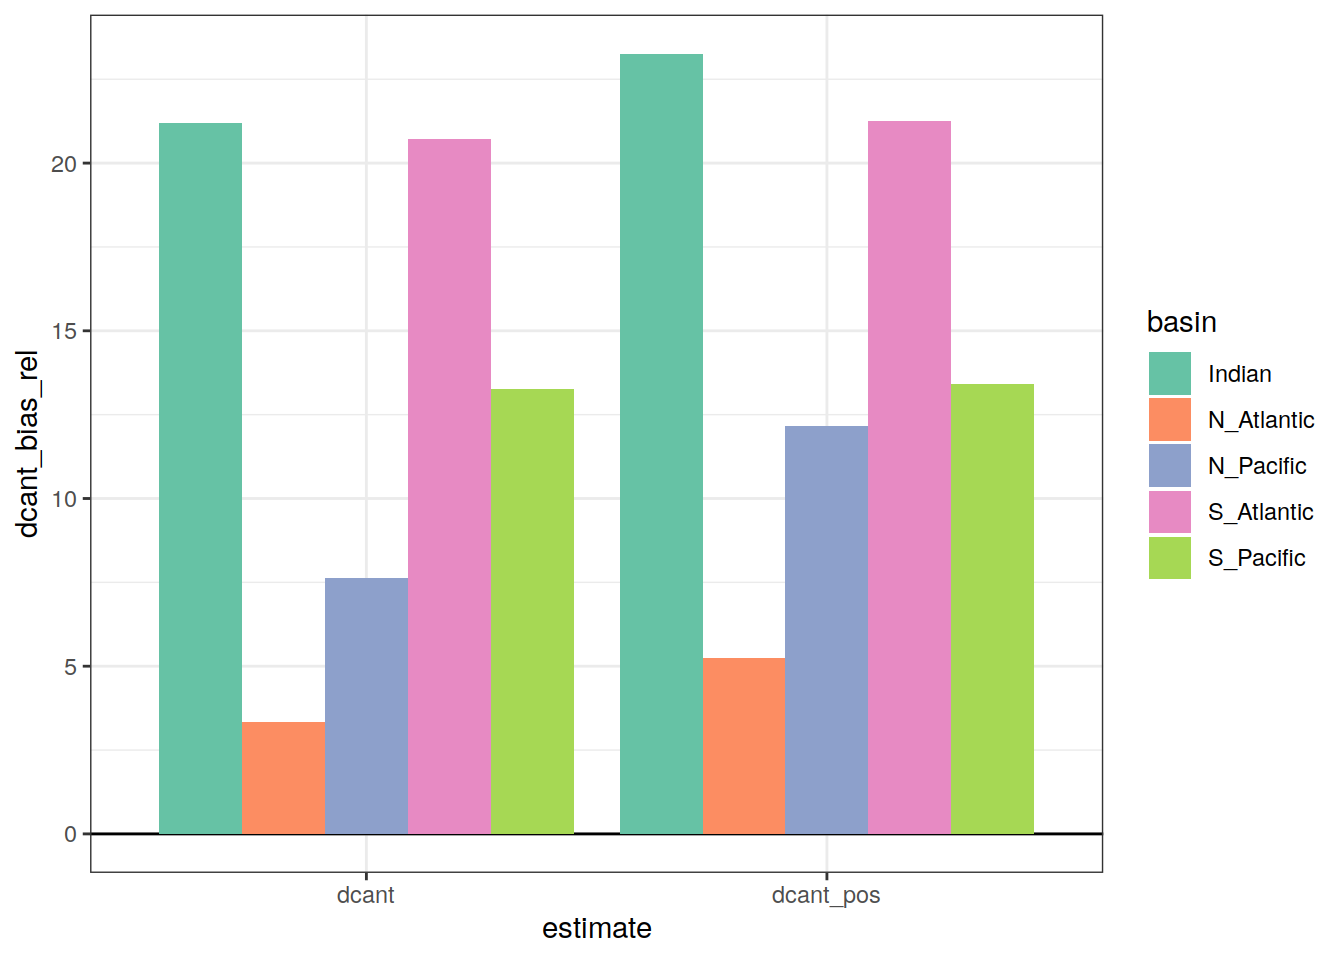 dcant_bias_rel
20
15
10
5
0
dcant
dcant_pos
estimate
basin
Indian
N_Atlantic
N_Pacific
S_Atlantic
S_Pacific